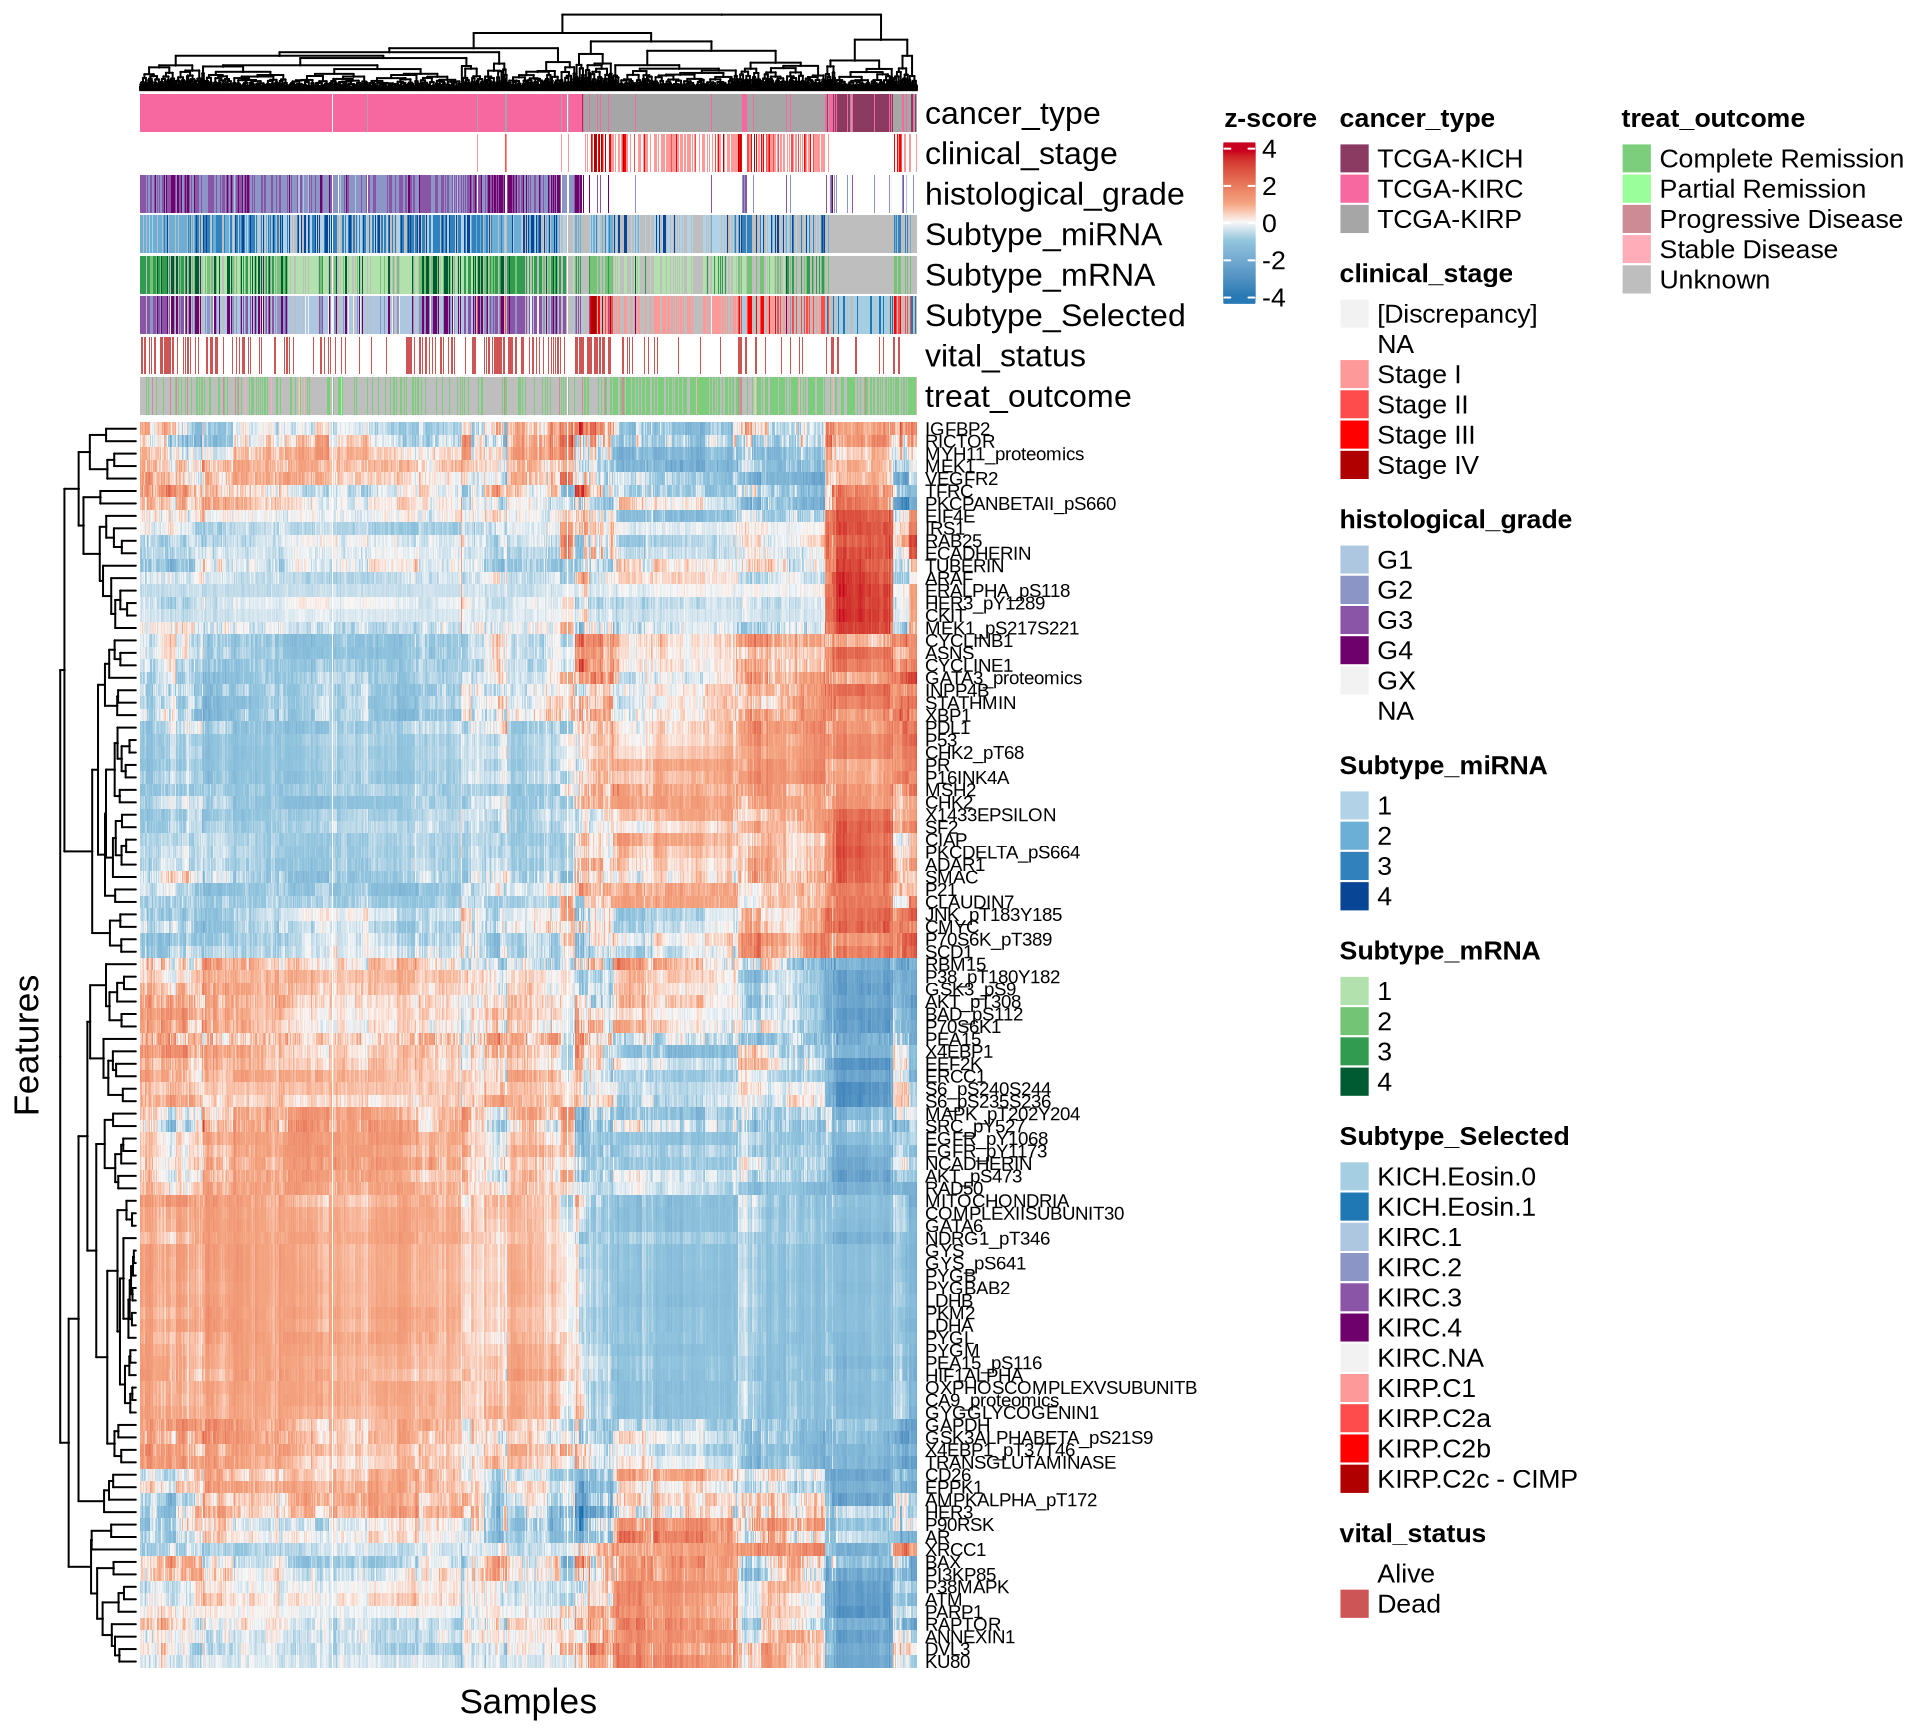 cancer_type
clinical_stage
histological_grade
Subtype_miRNA
Subtype_mRNA
Subtype_Selected
vital_status
treat_outcome
IGFBP2
RICTOR
MYH11_proteomics
MEK1
VEGFR2
TFRC
PKCPANBETAII_pS660
EIF4E
IRS1
RAB25
ECADHERIN
TUBERIN
ARAF
ERALPHA_pS118
HER3_pY1289
CKIT
MEK1_pS217S221
CYCLINB1
ASNS
CYCLINE1
GATA3_proteomics
INPP4B
STATHMIN
XBP1
PDL1
P53
CHK2_pT68
PR
P16INK4A
MSH2
CHK2
X1433EPSILON
SF2
CIAP
PKCDELTA_pS664
ADAR1
SMAC
P21
CLAUDIN7
JNK_pT183Y185
CMYC
P70S6K_pT389
SCD1
RBM15
P38_pT180Y182
GSK3_pS9
AKT_pT308
BAD_pS112
P70S6K1
PEA15
X4EBP1
EEF2K
ERCC1
S6_pS240S244
S6_pS235S236
MAPK_pT202Y204
SRC_pY527
EGFR_pY1068
EGFR_pY1173
NCADHERIN
AKT_pS473
RAD50
MITOCHONDRIA
COMPLEXIISUBUNIT30
GATA6
NDRG1_pT346
GYS
GYS_pS641
PYGB
PYGBAB2
LDHB
PKM2
LDHA
PYGL
PYGM
PEA15_pS116
HIF1ALPHA
OXPHOSCOMPLEXVSUBUNITB
CA9_proteomics
GYGGLYCOGENIN1
GAPDH
GSK3ALPHABETA_pS21S9
X4EBP1_pT37T46
TRANSGLUTAMINASE
CD26
EPPK1
AMPKALPHA_pT172
HER3
P90RSK
AR
XRCC1
BAX
PI3KP85
P38MAPK
ATM
PARP1
RAPTOR
ANNEXIN1
DVL3
KU80
Features
Samples
z-score
4
2
0
-2
-4
cancer_type
TCGA-KICH
TCGA-KIRC
TCGA-KIRP
clinical_stage
[Discrepancy]
NA
Stage I
Stage II
Stage III
Stage IV
histological_grade
G1
G2
G3
G4
GX
NA
Subtype_miRNA
1
2
3
4
Subtype_mRNA
1
2
3
4
Subtype_Selected
KICH.Eosin.0
KICH.Eosin.1
KIRC.1
KIRC.2
KIRC.3
KIRC.4
KIRC.NA
KIRP.C1
KIRP.C2a
KIRP.C2b
KIRP.C2c - CIMP
vital_status
Alive
Dead
treat_outcome
Complete Remission
Partial Remission
Progressive Disease
Stable Disease
Unknown